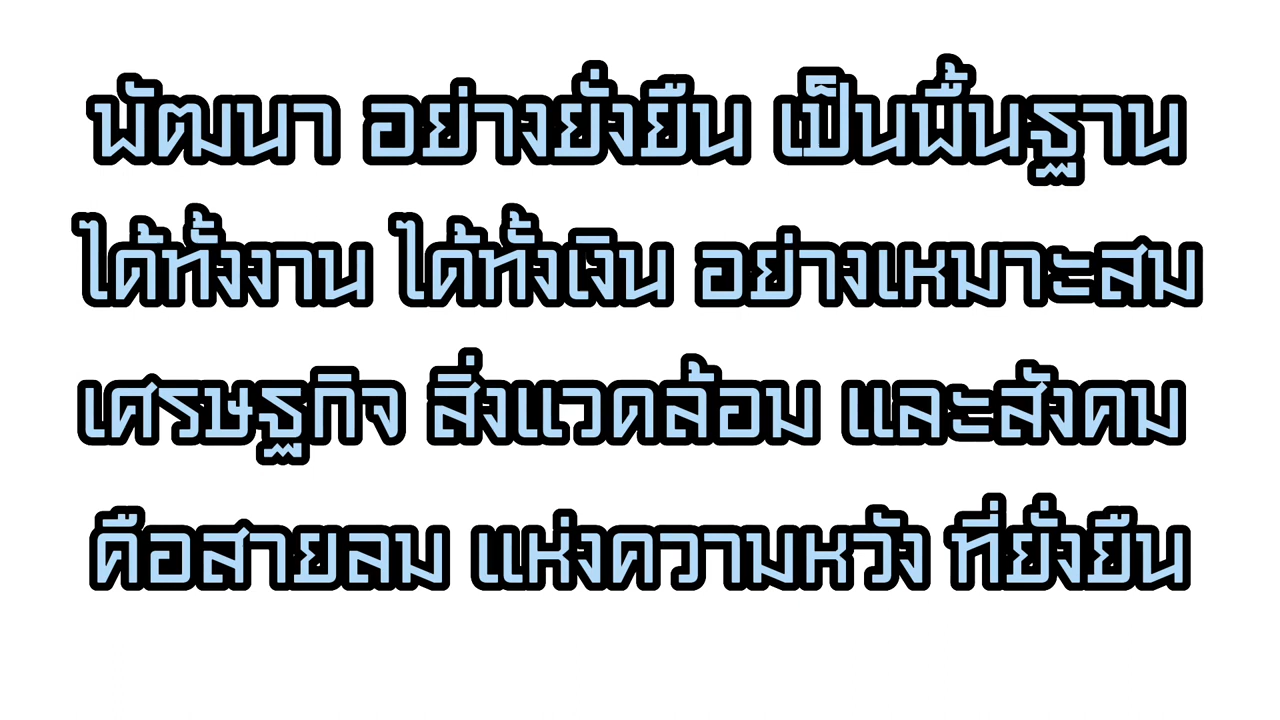 พัฒนา อย่างยั่งยืน เป็นพื้นฐาน
ได้ทั้งงาน ได้ทั้งเงิน อย่างเหมาะสม
เศรษฐกิจ สิ่งแวดล้อม และสังคม
คือสายลม แห่งความหวัง ที่ยั่งยืน